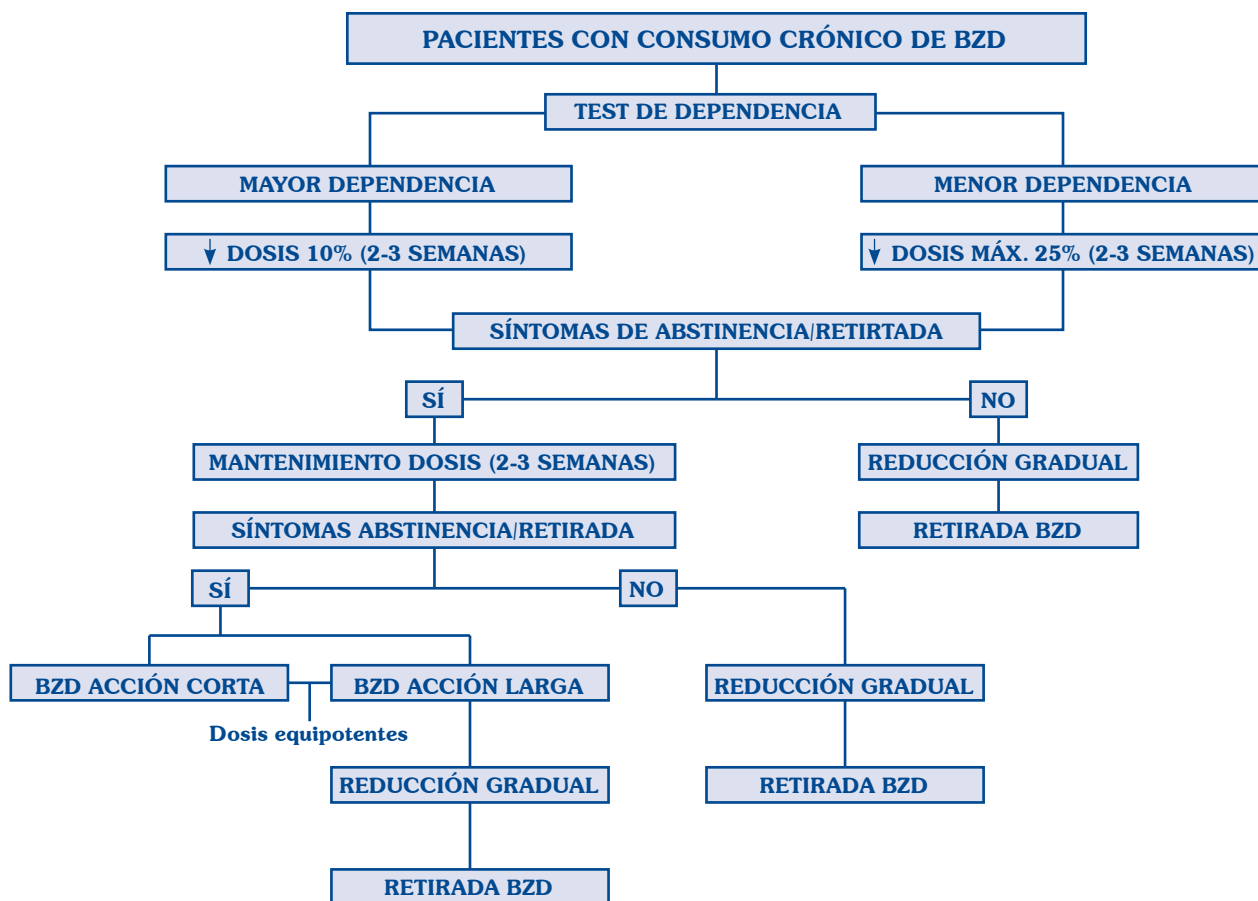 PACIENTES CON CONSUMO CRÓNICO DE BZD
TEST DE DEPENDENCIA
MAYOR DEPENDENCIA
MENOR DEPENDENCIA
↓ DOSIS 10% (2-3 SEMANAS)
↓ DOSIS MÁX. 25% (2-3 SEMANAS)
SÍNTOMAS DE ABSTINENCIA/RETIRTADA
SÍ
NO
MANTENIMIENTO DOSIS (2-3 SEMANAS)
REDUCCIÓN GRADUAL
SÍNTOMAS ABSTINENCIA/RETIRADA
RETIRADA BZD
SÍ
NO
BZD ACCIÓN CORTA
BZD ACCIÓN LARGA
REDUCCIÓN GRADUAL
Dosis equipotentes
REDUCCIÓN GRADUAL
RETIRADA BZD
RETIRADA BZD